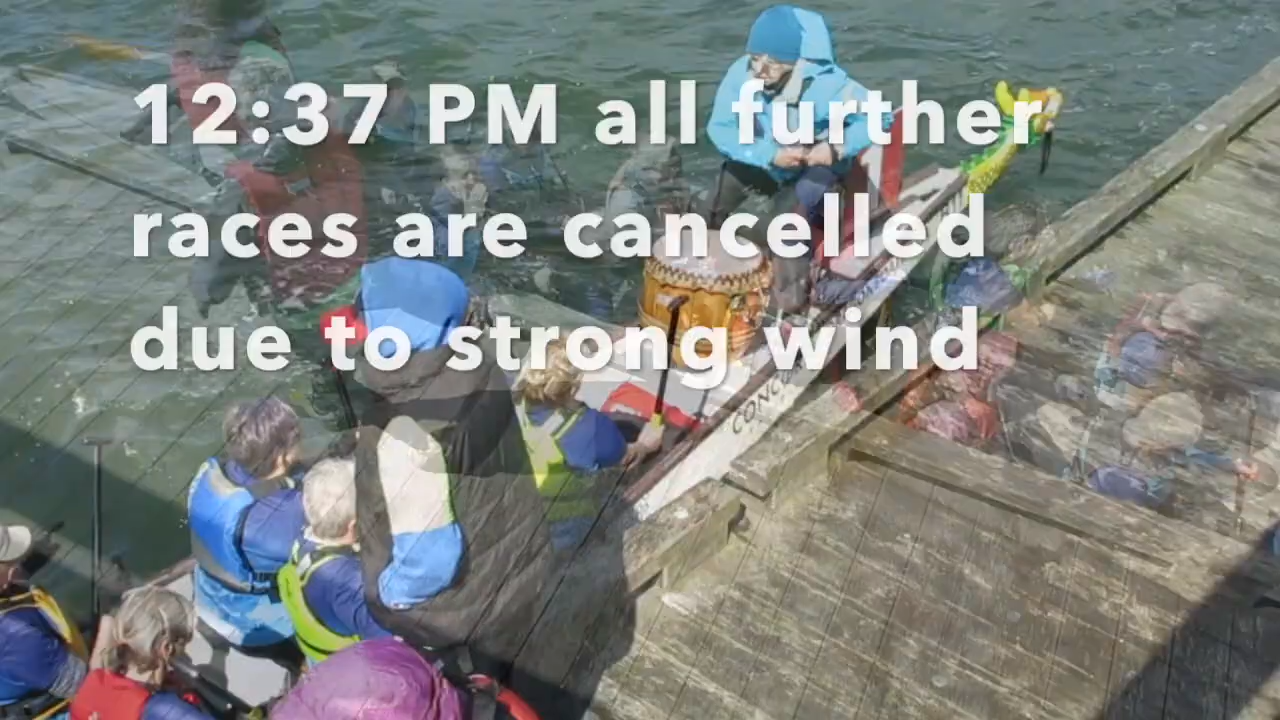 12:37 PM all further
races are cancelled
due to strong wind